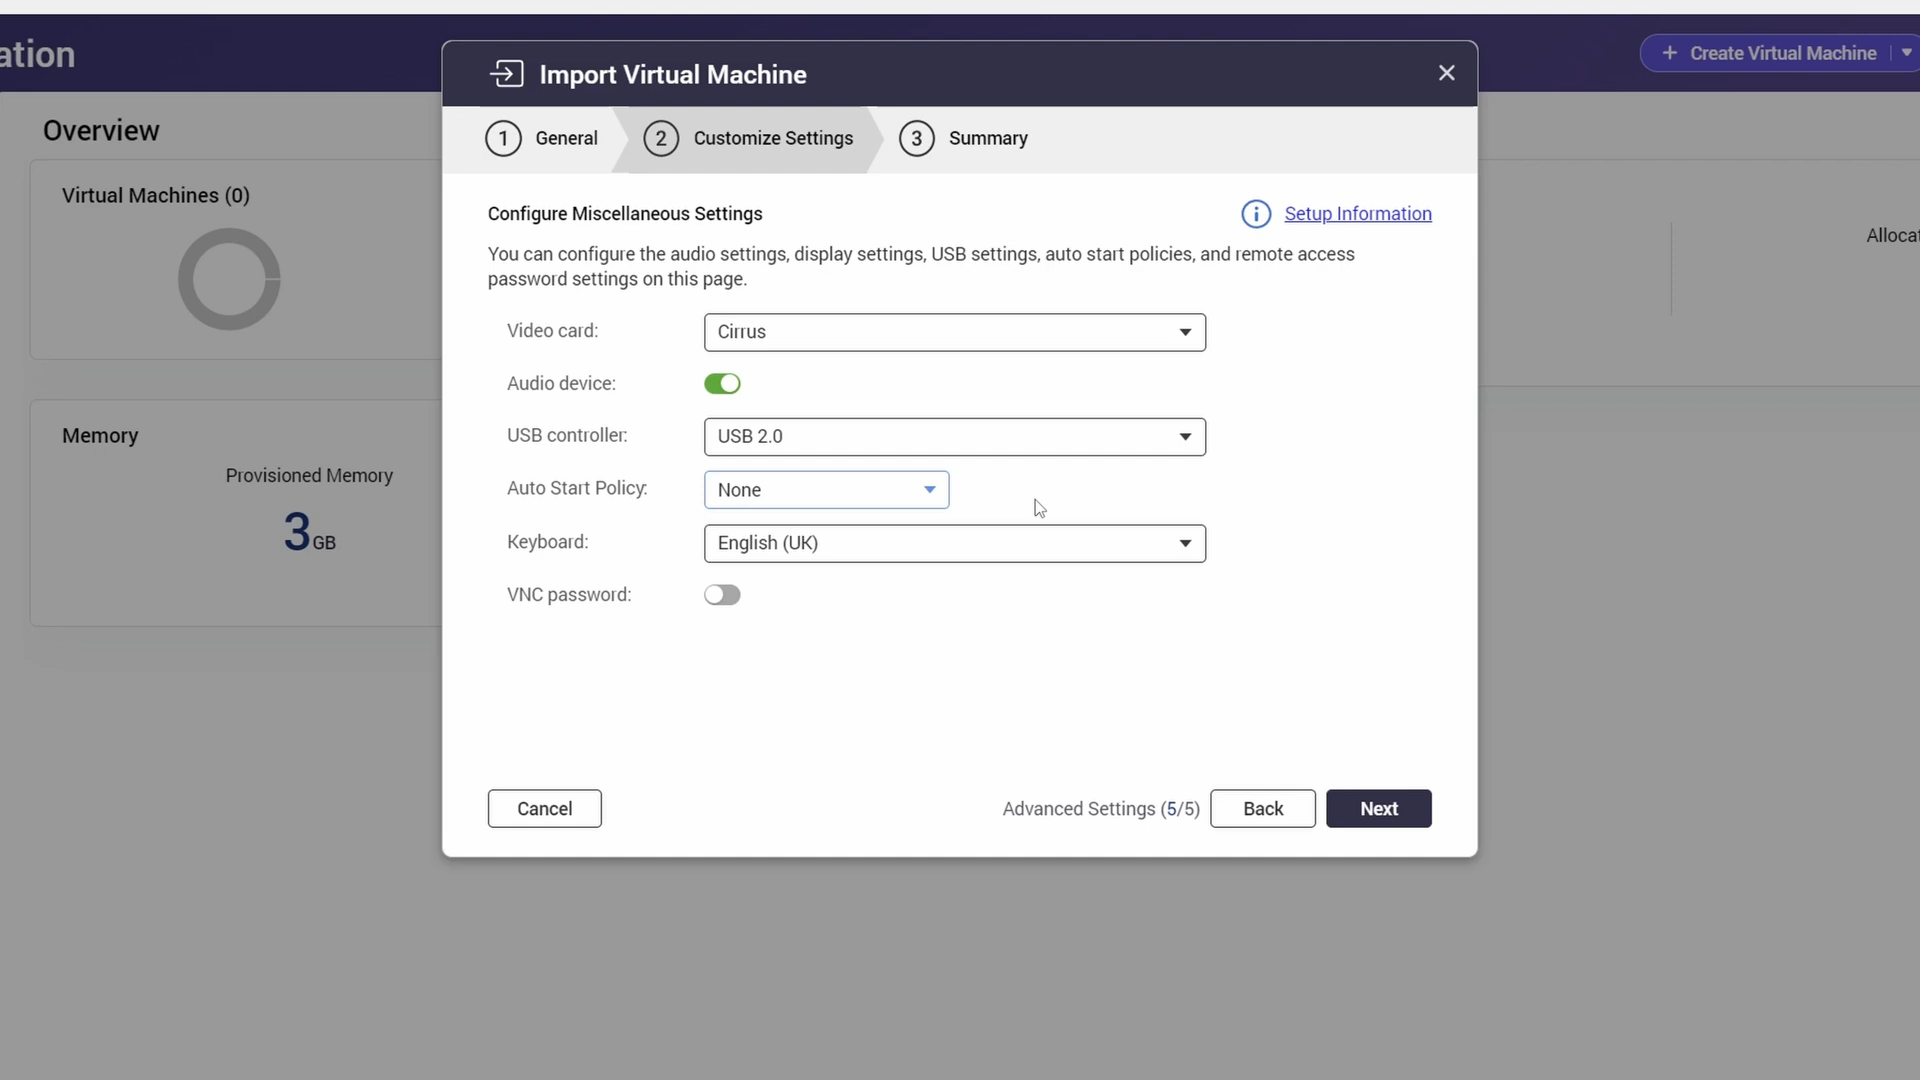 ation
+ Create Virtual Machine
Import Virtual Machine
1 General
2 Customize Settings
3 Summary
Overview
Virtual Machines (0)
Allocat
Memory
Provisioned Memory
3 GB
Configure Miscellaneous Settings
Setup Information
You can configure the audio settings, display settings, USB settings, auto start policies, and remote access
password settings on this page.
Video card: Cirrus
Audio device:
USB controller: USB 2.0
Auto Start Policy: None
Keyboard: English (UK)
VNC password:
Cancel
Advanced Settings (5/5)
Back
Next